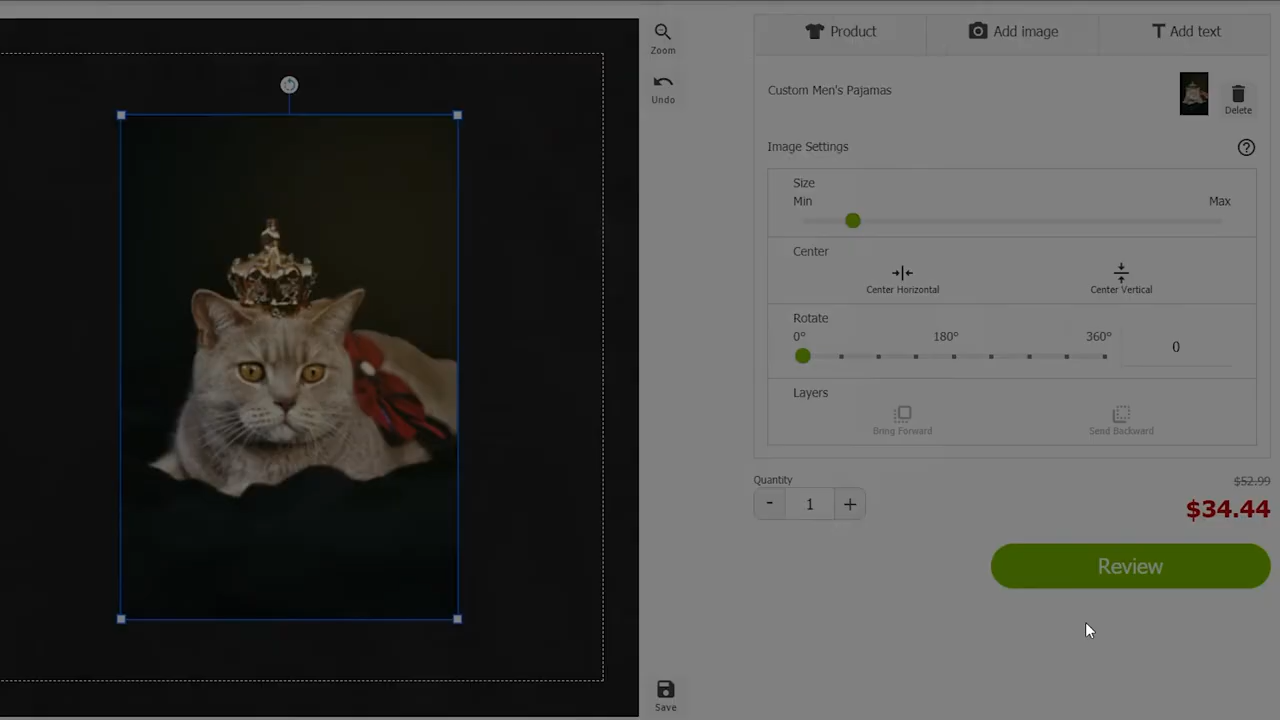 Zoom
Undo
Save
Product
Add image
Add text
Custom Men's Pajamas
Delete
Image Settings
Size
Min
Max
Center
Center Horizontal
Center Vertical
Rotate
0°
180°
360°
0
Layers
Bring Forward
Send Backward
Quantity
- 1 +
$52.99
$34.44
Review